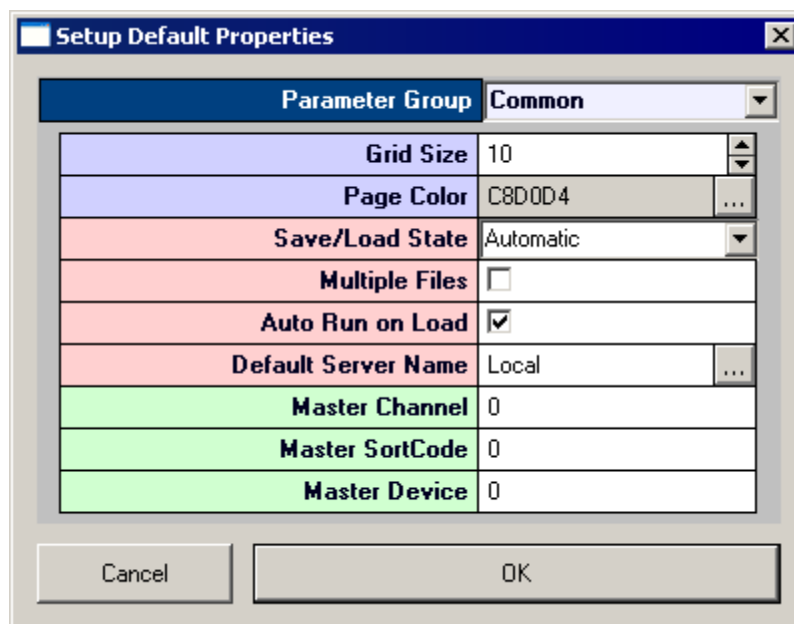 Setup Default Properties
Parameter Group Common
Grid Size 10
Page Color C8D0D4 ...
Save/Load State Automatic
Multiple Files
Auto Run on Load
Default Server Name Local ...
Master Channel 0
Master SortCode 0
Master Device 0
Cancel OK